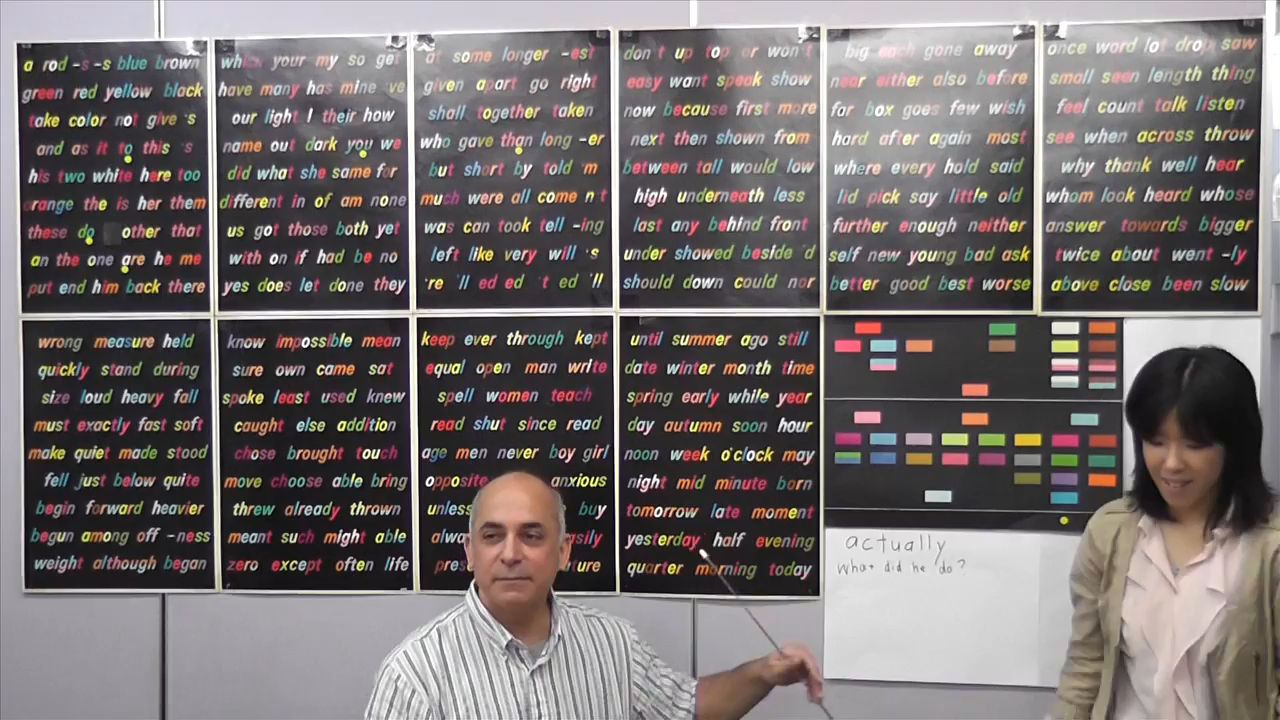 a rod -s -s blue brown
green red yellow black
take color not give 's
and as it to this 's
his two white here too
orange the is her them
these do other that
an the one are he me
put end him back there
which your my so get
have many has mine 've
our light I their how
name out dark you we
did what she same for
different in of am none
us got those both yet
with on if had be no
yes does let done they
at some longer -est
given apart go right
shall together taken
who gave than long -er
but short by told 'm
much were all come n't
was can took tell -ing
left like very will 's
're 'll ed ed 't ed 'll
don't up top or won't
easy want speak show
now because first more
next then shown from
between tall would low
high underneath less
last any behind front
under showed beside 'd
should down could nor
big each gone away
near either also before
far box goes few wish
hard after again most
where every hold said
lid pick say little old
further enough neither
self new young bad ask
better good best worse
once word lot drop saw
small seen length thing
feel count talk listen
see when across throw
why thank well hear
whom look heard whose
answer towards bigger
twice about went -ly
above close been slow
wrong measure held
quickly stand during
size loud heavy fall
must exactly fast soft
make quiet made stood
fell just below quite
begin forward heavier
begun among off -ness
weight although began
know impossible mean
sure own came sat
spoke least used knew
caught else addition
chose brought touch
move choose able bring
threw already thrown
meant such might able
zero except often life
keep ever through kept
equal open man write
spell women teach
read shut since read
age men never boy girl
opposite anxious
unless buy
until summer ago still
date winter month time
spring early while year
day autumn soon hour
noon week o'clock may
night mid minute born
tomorrow late moment
yesterday half evening
quarter morning today
actually
What did he do?